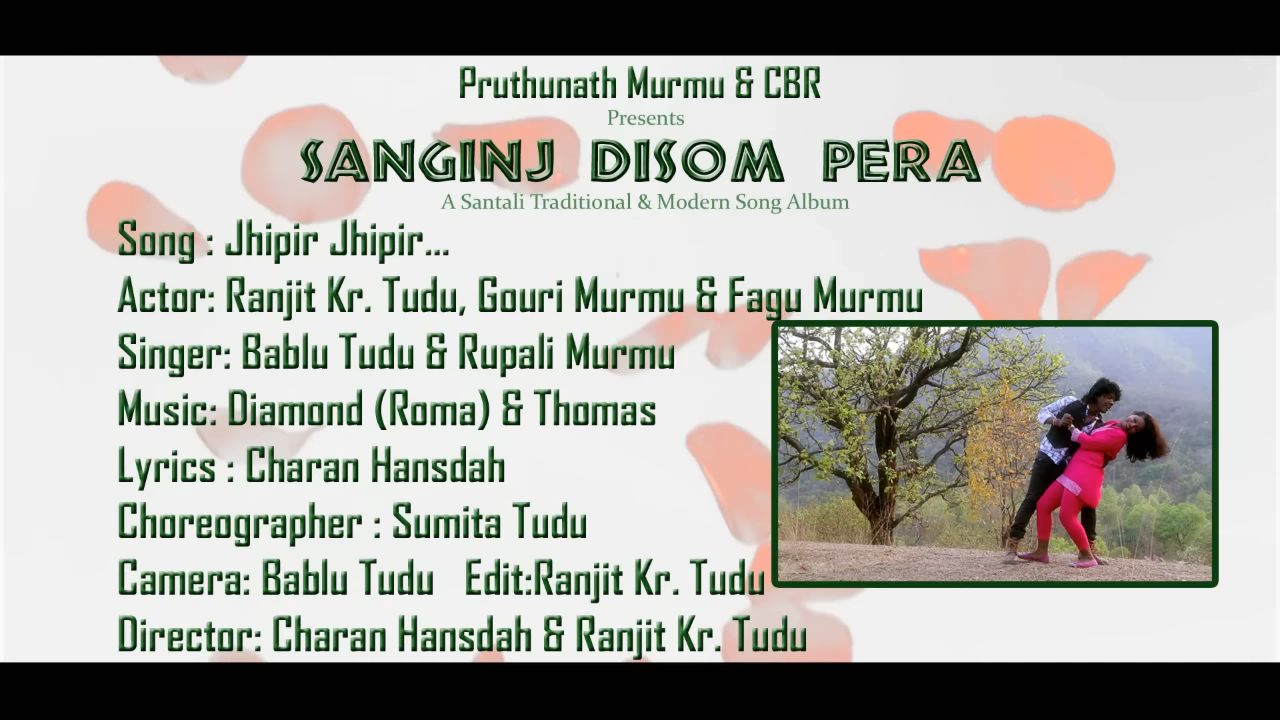 Pruthunath Murmu & CBR
Presents
SANGINJ DISOM PERA
A Santali Traditional & Modern Song Album
Song : Jhipir Jhipir...
Actor: Ranjit Kr. Tudu, Gouri Murmu & Fagu Murmu
Singer: Bablu Tudu & Rupali Murmu
Music: Diamond (Roma) & Thomas
Lyrics : Charan Hansdah
Choreographer : Sumita Tudu
Camera: Bablu Tudu Edit:Ranjit Kr. Tudu
Director: Charan Hansdah & Ranjit Kr. Tudu